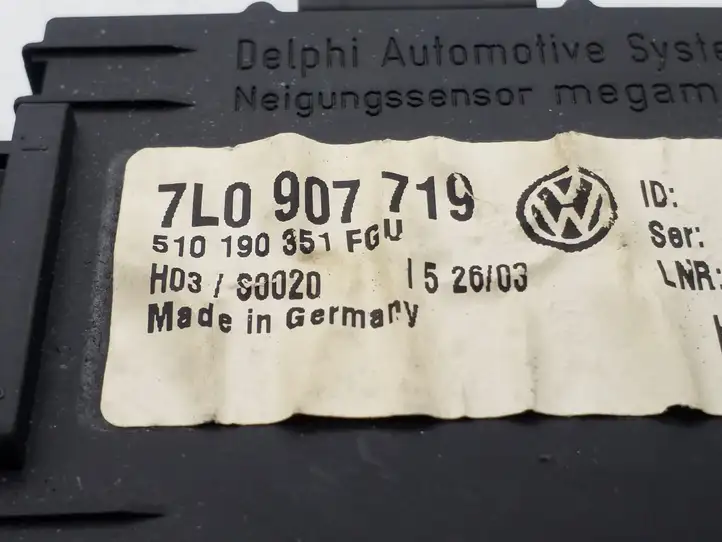 Delphi Automotive Syste
Neigungssensor megam
7L0 907 719
510 190 351 FGU
H03 / S0020 15 26/03
Made in Germany
ID:
Ser:
LNR: